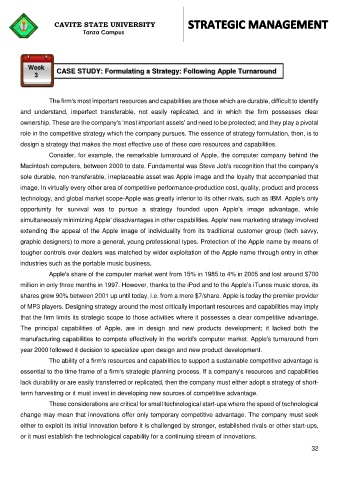 CAVITE STATE UNIVERSITY
Tanza Campus
STRATEGIC MANAGEMENT
Week
3
CASE STUDY: Formulating a Strategy: Following Apple Turnaround
The firm's most important resources and capabilities are those which are durable, difficult to identify
and understand, imperfect transferable, not easily replicated, and in which the firm possesses clear
ownership. These are the company's 'most important assets' and need to be protected; and they play a pivotal
role in the competitive strategy which the company pursues. The essence of strategy formulation, then, is to
design a strategy that makes the most effective use of these core resources and capabilities.
Consider, for example, the remarkable turnaround of Apple, the computer company behind the
Macintosh computers, between 2000 to date. Fundamental was Steve Job's recognition that the company's
sole durable, non-transferable, irreplaceable asset was Apple image and the loyalty that accompanied that
image. In virtually every other area of competitive performance-production cost, quality, product and process
technology, and global market scope-Apple was greatly inferior to its other rivals, such as IBM. Apple's only
opportunity for survival was to pursue a strategy founded upon Apple's image advantage, while
simultaneously minimizing Apple' disadvantages in other capabilities. Apple' new marketing strategy involved
extending the appeal of the Apple image of individuality from its traditional customer group (tech savvy,
graphic designers) to more a general, young professional types. Protection of the Apple name by means of
tougher controls over dealers was matched by wider exploitation of the Apple name through entry in other
industries such as the portable music business.
Apple's share of the computer market went from 15% in 1985 to 4% in 2005 and lost around $700
million in only three months in 1997. However, thanks to the iPod and to the Apple's iTunes music stores, its
shares grew 90% between 2001 up until today, i.e. from a mere $7/share. Apple is today the premier provider
of MP3 players. Designing strategy around the most critically important resources and capabilities may imply
that the firm limits its strategic scope to those activities where it possesses a clear competitive advantage.
The principal capabilities of Apple, are in design and new products development; it lacked both the
manufacturing capabilities to compete effectively in the world's computer market. Apple's turnaround from
year 2000 followed it decision to specialize upon design and new product development.
The ability of a firm's resources and capabilities to support a sustainable competitive advantage is
essential to the time frame of a firm's strategic planning process. If a company's resources and capabilities
lack durability or are easily transferred or replicated, then the company must either adopt a strategy of short-
term harvesting or it must invest in developing new sources of competitive advantage.
These considerations are critical for small technological start-ups where the speed of technological
change may mean that innovations offer only temporary competitive advantage. The company must seek
either to exploit its initial innovation before it is challenged by stronger, established rivals or other start-ups,
or it must establish the technological capability for a continuing stream of innovations.
32